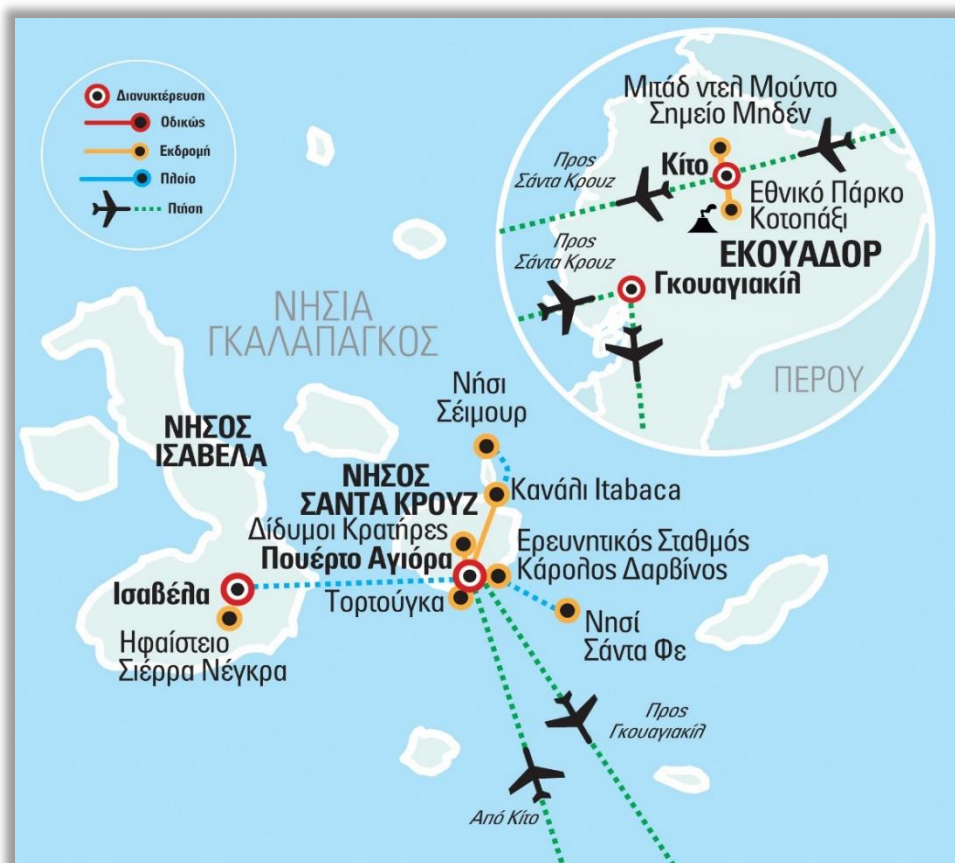 Διανυκτέρευση
Οδικώς
Εκδρομή
Πλοίο
Πτήση
Μιτάδ ντελ Μούντο
Σημείο Μηδέν
Προς
Σάντα Κρουζ
Κίτο
Εθνικό Πάρκο
Κοτοπάξι
ΕΚΟΥΑΔΟΡ
Προς
Σάντα Κρουζ
Γκουαγιακίλ
ΠΕΡΟΥ
ΝΗΣΙΑ
ΓΚΑΛΑΠΑΓΚΟΣ
Νήσι
Σέιμουρ
ΝΗΣΟΣ
ΙΣΑΒΕΛΑ
ΝΗΣΟΣ
ΣΑΝΤΑ ΚΡΟΥΖ
Κανάλι Itabaca
Δίδυμοι Κρατήρες
Πουέρτο Αγιόρα
Ερευνητικός Σταθμός
Κάρολος Δαρβίνος
Ισαβέλα
Τορτούγκα
Νησί
Σάντα Φε
Ηφαίστειο
Σιέρρα Νέγκρα
Προς
Γκουαγιακίλ
Από Κίτο